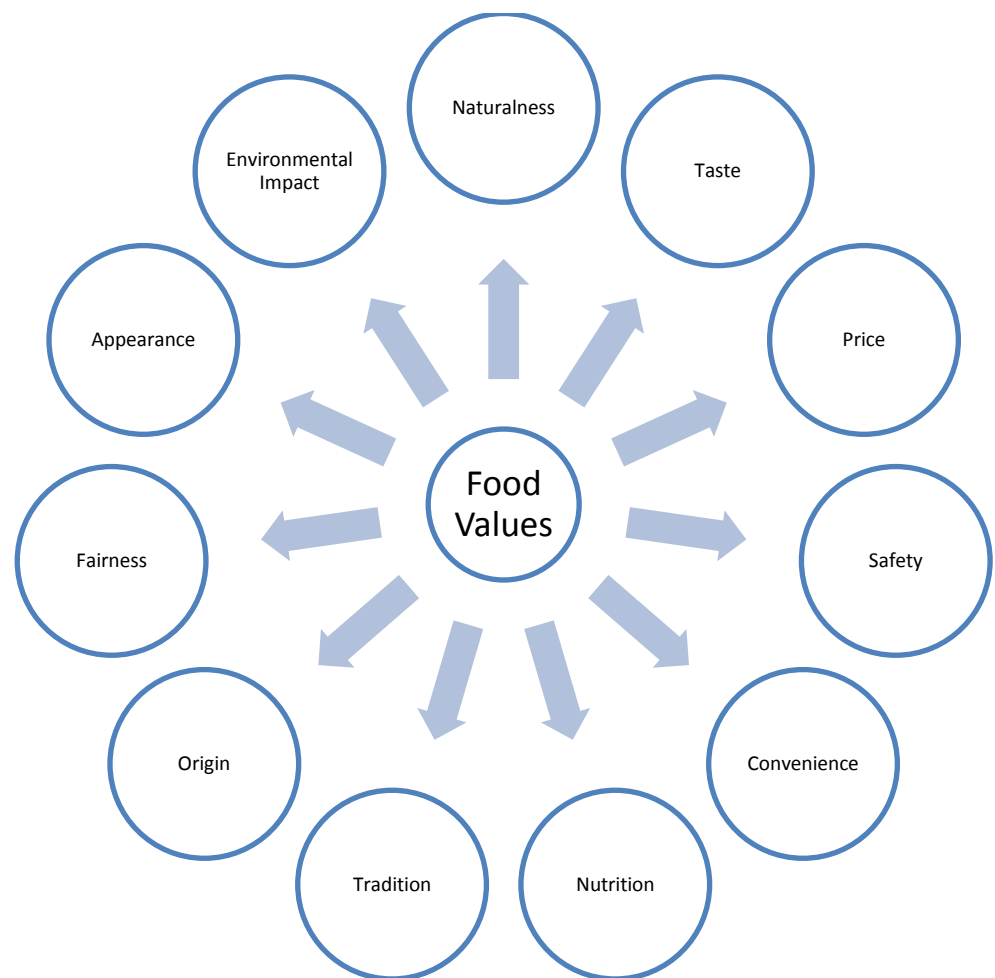 Naturalness
Taste
Price
Safety
Convenience
Nutrition
Tradition
Origin
Fairness
Appearance
Environmental
Impact
Food
Values